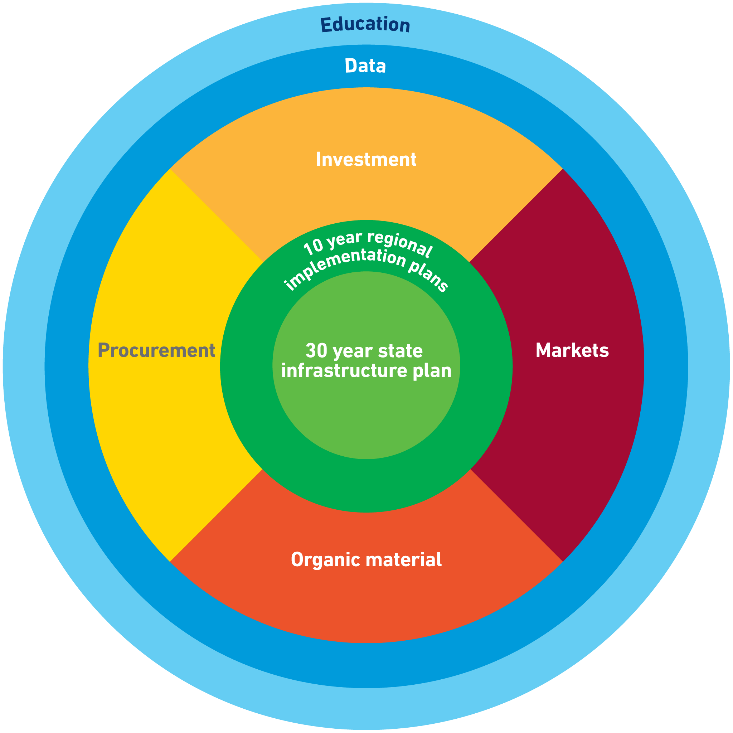 Education
Data
Investment
10 year regional
implementation plans
Procurement
30 year state
infrastructure plan
Markets
Organic material